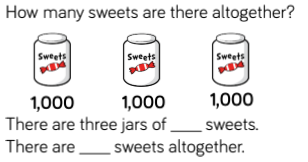 How many sweets are there altogether?
Sweets Sweets Sweets
1,000 1,000 1,000
There are three jars of ____ sweets.
There are ____ sweets altogether.